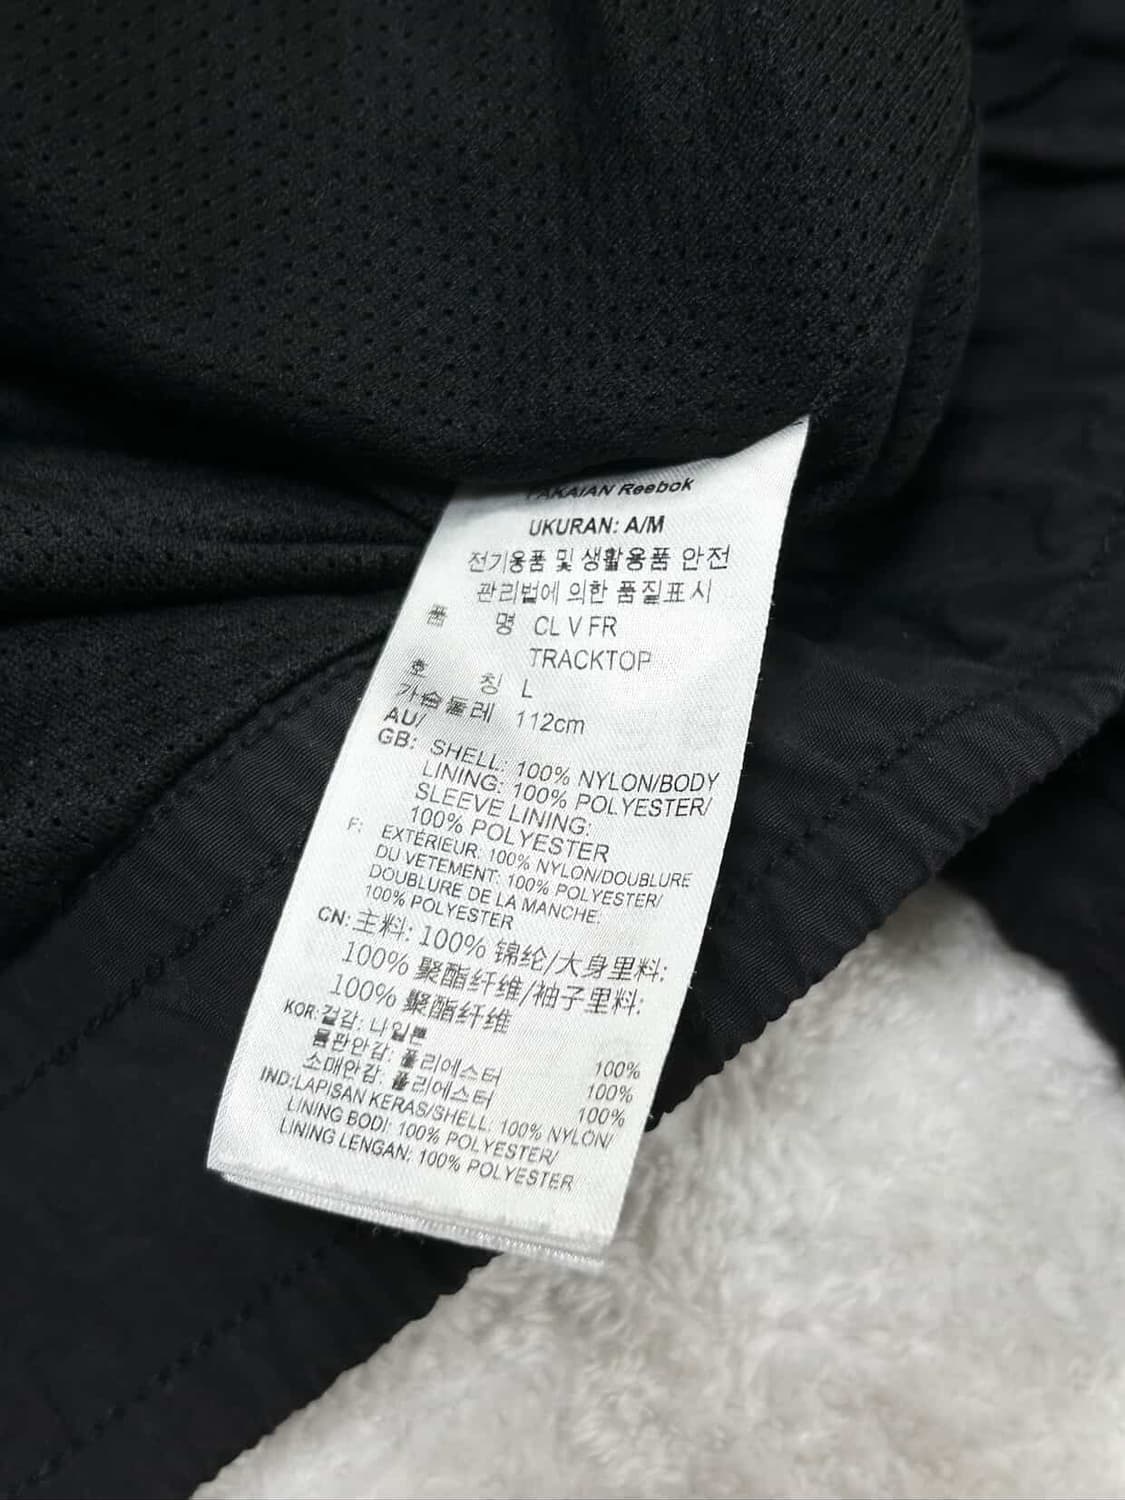 PAKAIAN Reebok
UKURAN: A/M
전기용품 및 생활용품 안전
관리법에 의한 품질표시
품 명 CL V FR
TRACKTOP
호 칭 L
가슴둘레 112cm
AU/
GB: SHELL: 100% NYLON/BODY
LINING: 100% POLYESTER/
SLEEVE LINING:
100% POLYESTER
F: EXTÉRIEUR: 100% NYLON/DOUBLURE
DU VETEMENT: 100% POLYESTER/
DOUBLURE DE LA MANCHE:
100% POLYESTER
CN: 主料: 100% 锦纶/大身里料:
100% 聚酯纤维/袖子里料:
100% 聚酯纤维
KOR: 겉감: 나일론 100%
몸판안감: 폴리에스터 100%
소매안감: 폴리에스터 100%
IND: LAPISAN KERAS/SHELL: 100% NYLON/
LINING BODI: 100% POLYESTER/
LINING LENGAN: 100% POLYESTER